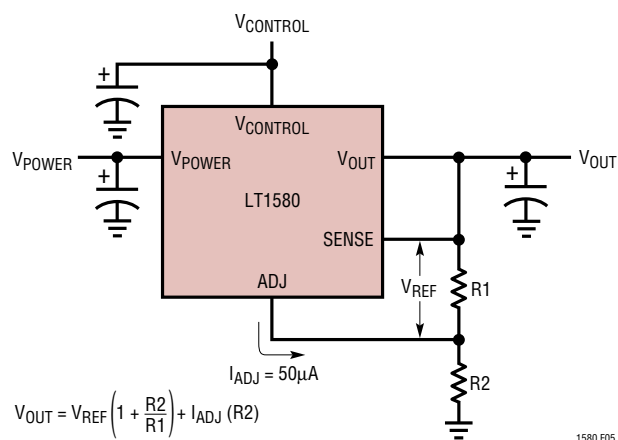 VCONTROL
+
VCONTROL
VPOWER
VPOWER
VOUT
VOUT
+
+
LT1580
SENSE
VREF
R1
ADJ
IADJ = 50µA
R2
VOUT = VREF(1 + R2/R1) + IADJ (R2)
1580 F05